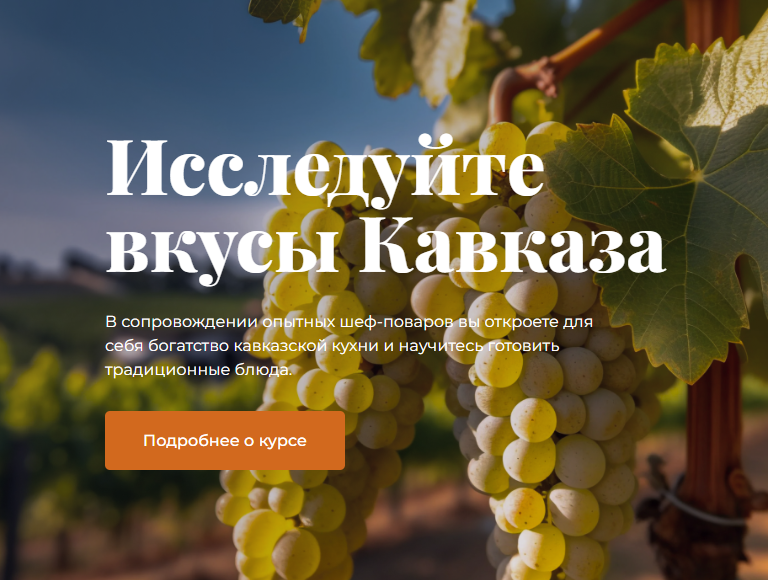 Исследуйте
вкусы Кавказа
В сопровождении опытных шеф-поваров вы откроете для
себя богатство кавказской кухни и научитесь готовить
традиционные блюда.
Подробнее о курсе